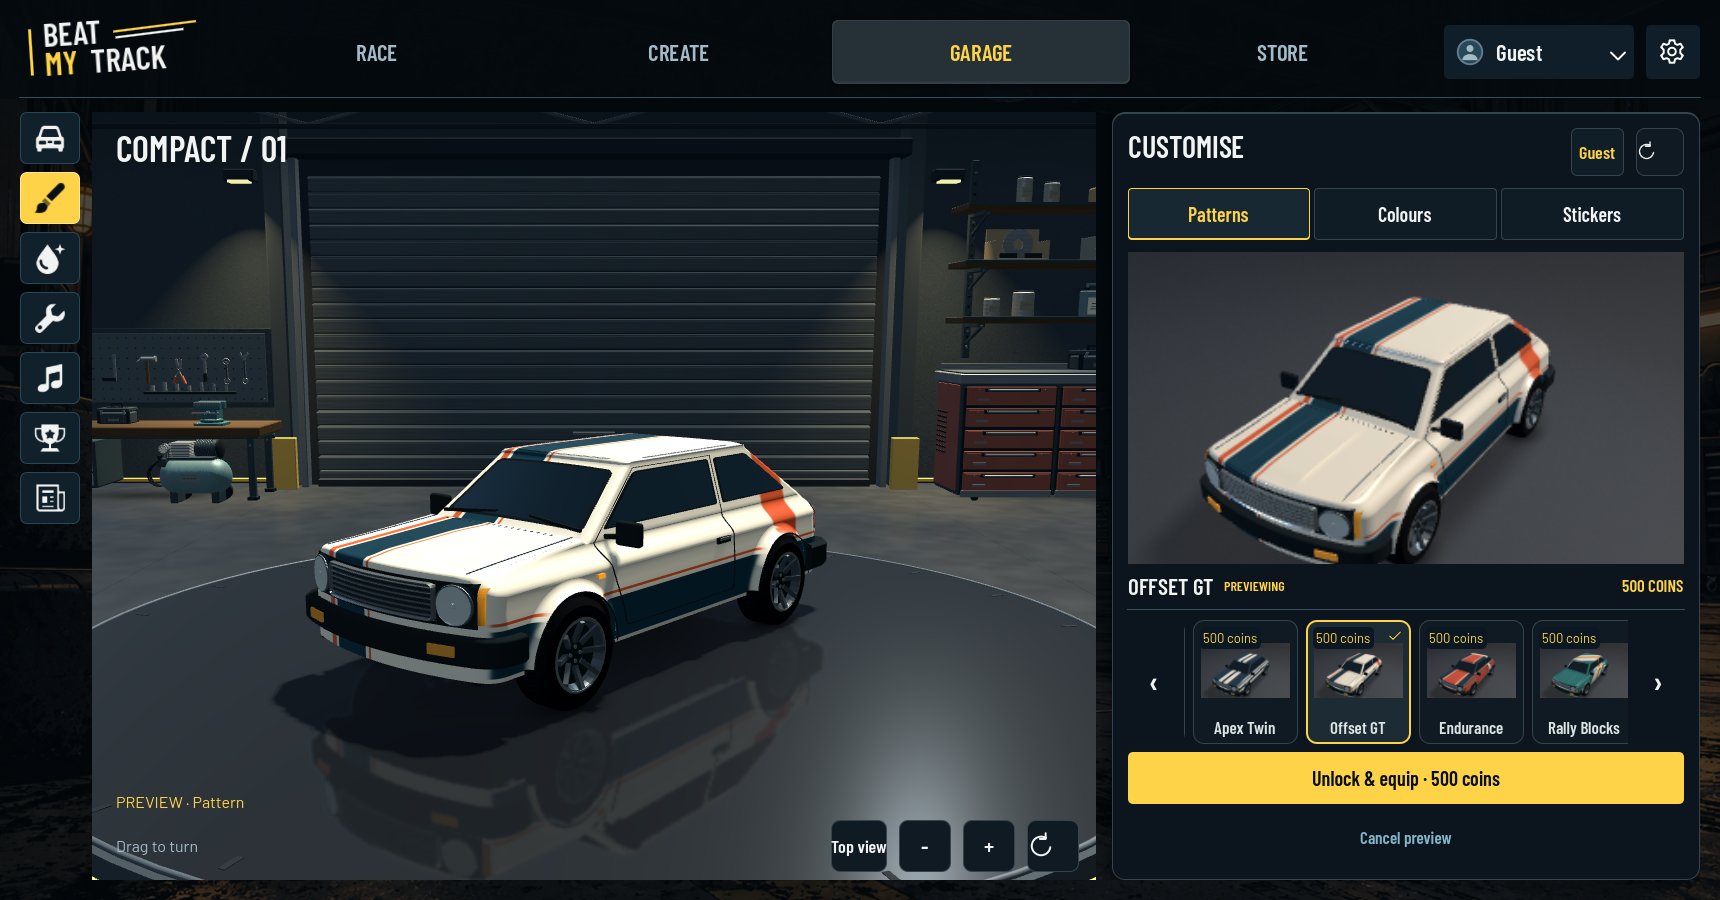 BEAT
MY TRACK
RACE
CREATE
GARAGE
STORE
Guest
COMPACT / 01
CUSTOMISE
Guest
Patterns
Colours
Stickers
OFFSET GT
PREVIEWING
500 COINS
500 coins
500 coins
500 coins
500 coins
Apex Twin
Offset GT
Endurance
Rally Blocks
Unlock & equip · 500 coins
Cancel preview
PREVIEW · Pattern
Drag to turn
Top view
-
+